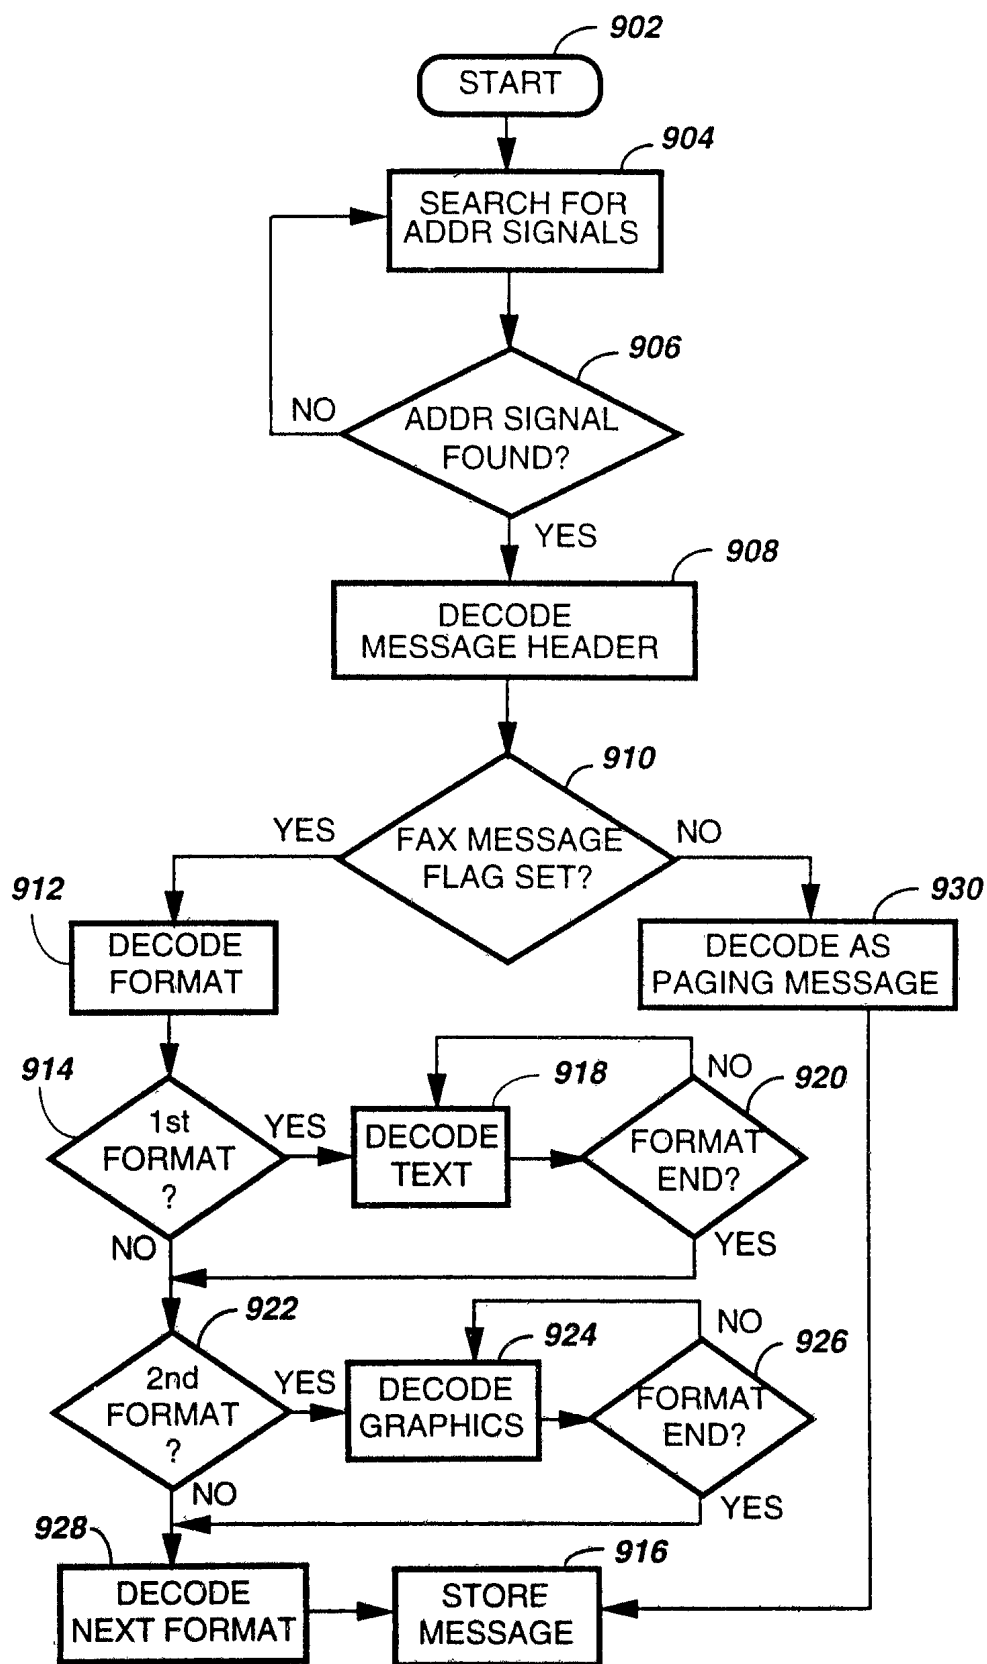 902
START
904
SEARCH FOR
ADDR SIGNALS
906
NO
ADDR SIGNAL
FOUND?
YES
908
DECODE
MESSAGE HEADER
910
YES
FAX MESSAGE
FLAG SET?
NO
912
DECODE
FORMAT
930
DECODE AS
PAGING MESSAGE
914
1st
FORMAT
?
YES
NO
918
DECODE
TEXT
NO
920
FORMAT
END?
YES
922
2nd
FORMAT
?
YES
NO
924
DECODE
GRAPHICS
NO
926
FORMAT
END?
YES
928
DECODE
NEXT FORMAT
916
STORE
MESSAGE